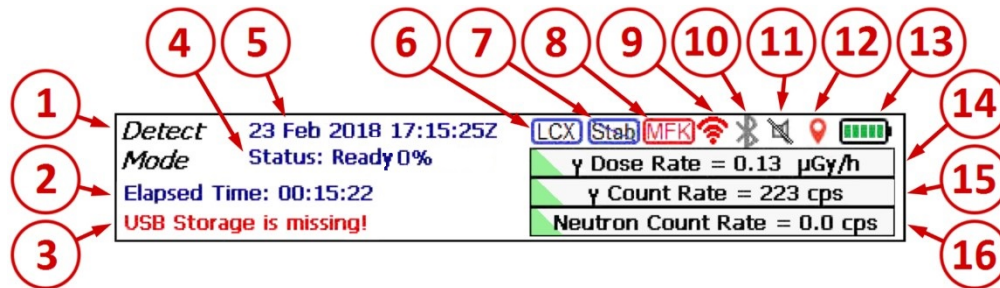 4 5 6 7 8 9 10 11 12 13
1 14
Detect 23 Feb 2018 17:15:25Z LCX Stab MFK
Mode Status: Ready 0% γ Dose Rate = 0.13 μGy/h
2 15
Elapsed Time: 00:15:22 γ Count Rate = 223 cps
USB Storage is missing! Neutron Count Rate = 0.0 cps
3 16